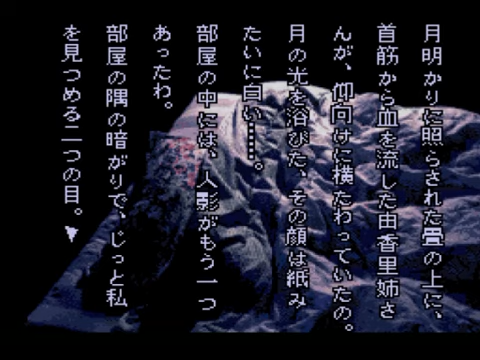 月明かりに照らされた畳の上に、
首筋から血を流した由香里姉さ
んが、仰向けに横たわっていたの。
月の光を浴びた、その顔は紙み
たいに白い……。
部屋の中には、人影がもう一つ
あったわ。
部屋の隅の暗がりで、じっと私
を見つめる二つの目。▼